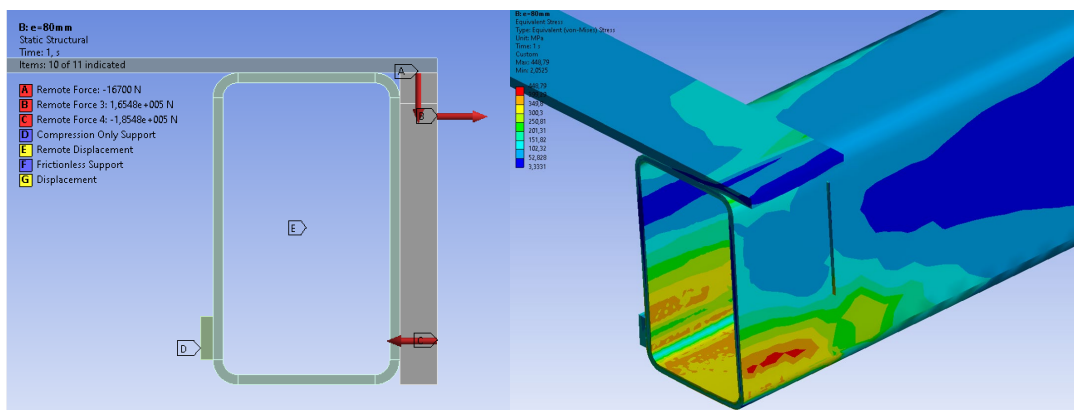 B: e=80mm
Static Structural
Time: 1, s
Items: 10 of 11 indicated
A Remote Force: -16700 N
B Remote Force 3: 1,6548e+005 N
C Remote Force 4: -1,8548e+005 N
D Compression Only Support
E Remote Displacement
F Frictionless Support
G Displacement
A
B
E
D
C
B: e=80mm
Equivalent Stress
Type: Equivalent (von-Mises) Stress
Unit: MPa
Time: 1 s
Custom
Max: 448,79
Min: 2,0525
448,79
349,8
300,3
250,81
201,31
151,82
102,32
52,828
3,3331